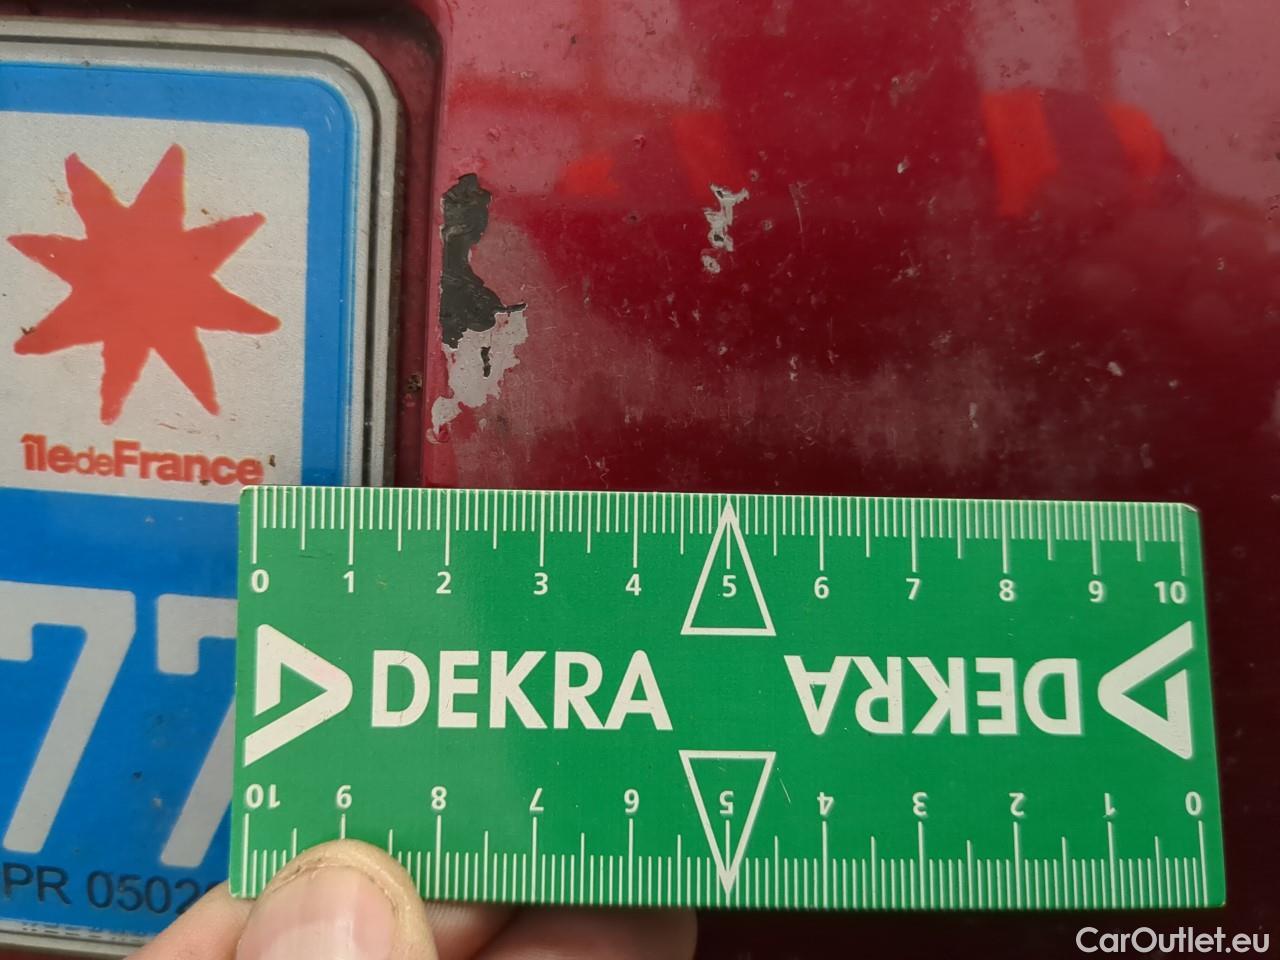 îledeFrance
77
PR 0502
0 1 2 3 4 5 6 7 8 9 10
DEKRA DEKRA
10 9 8 7 6 5 4 3 2 1 0
CarOutlet.eu